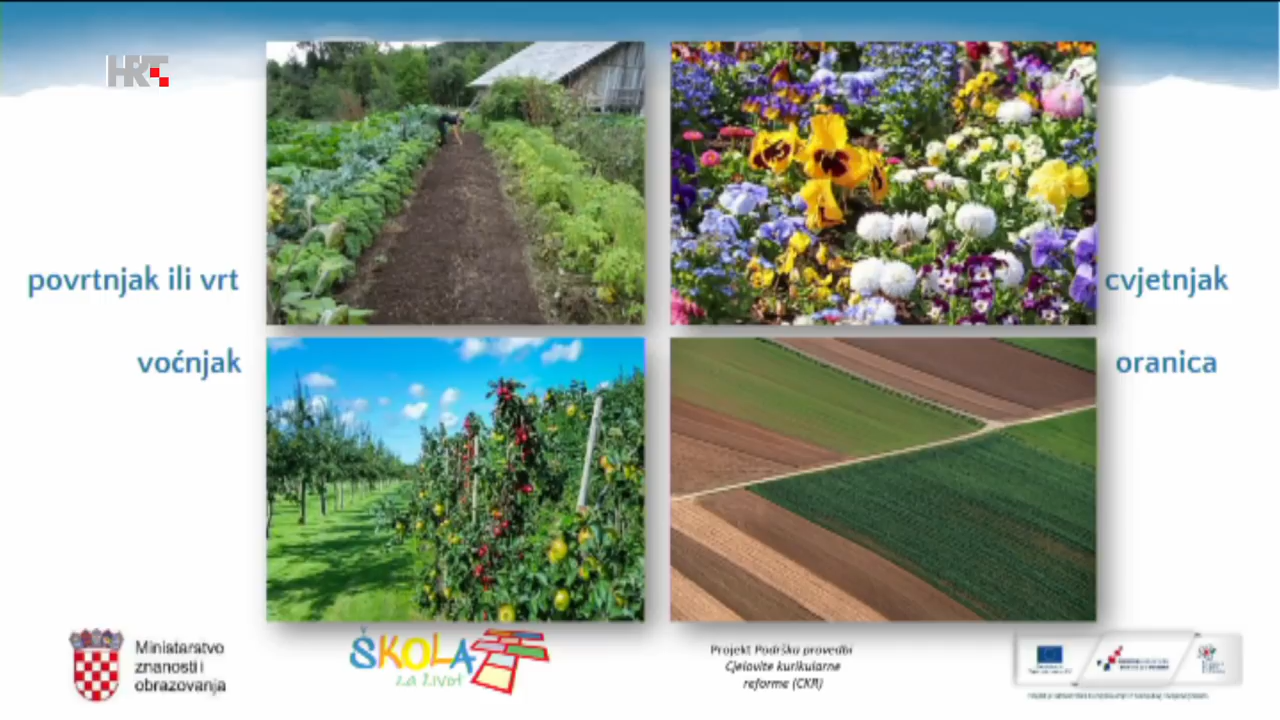 HRT
povrtnjak ili vrt
cvjetnjak
voćnjak
oranica
Ministarstvo
znanosti i
obrazovanja
ŠKOLA
za život
Projekt Podrška provedbi
Cjelovite kurikularne
reforme (CKR)